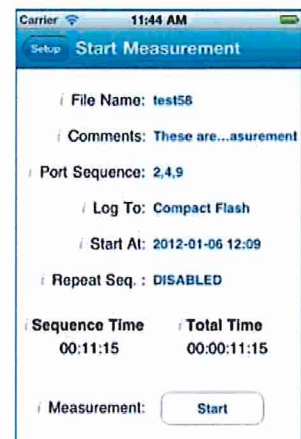 Carrier 11:44 AM
Setup Start Measurement
i File Name: test58
i Comments: These are...asurement
i Port Sequence: 2,4,9
i Log To: Compact Flash
i Start At: 2012-01-06 12:09
i Repeat Seq. : DISABLED
i Sequence Time i Total Time
00:11:15 00:00:11:15
i Measurement: Start